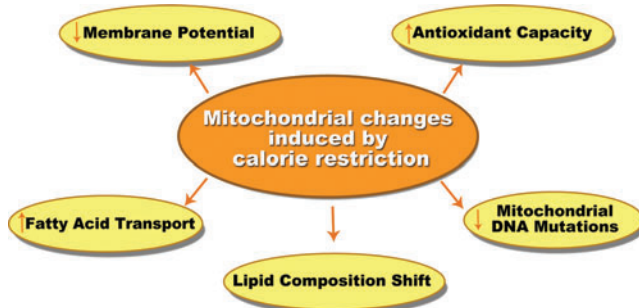 ↓Membrane Potential
↑Antioxidant Capacity
Mitochondrial changes
induced by
calorie restriction
↑Fatty Acid Transport
↓ Mitochondrial
DNA Mutations
Lipid Composition Shift